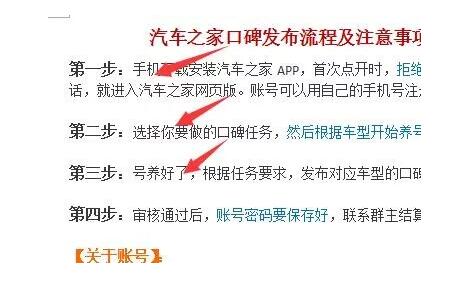 汽车之家口碑发布流程及注意事项
第一步：手机下载安装汽车之家 APP，首次点开时，拒绝
话，就进入汽车之家网页版。账号可以用自己的手机号注
第二步：选择你要做的口碑任务，然后根据车型开始养号
第三步：号养好了，根据任务要求，发布对应车型的口碑
第四步：审核通过后，账号密码要保存好，联系群主结算
【关于账号】